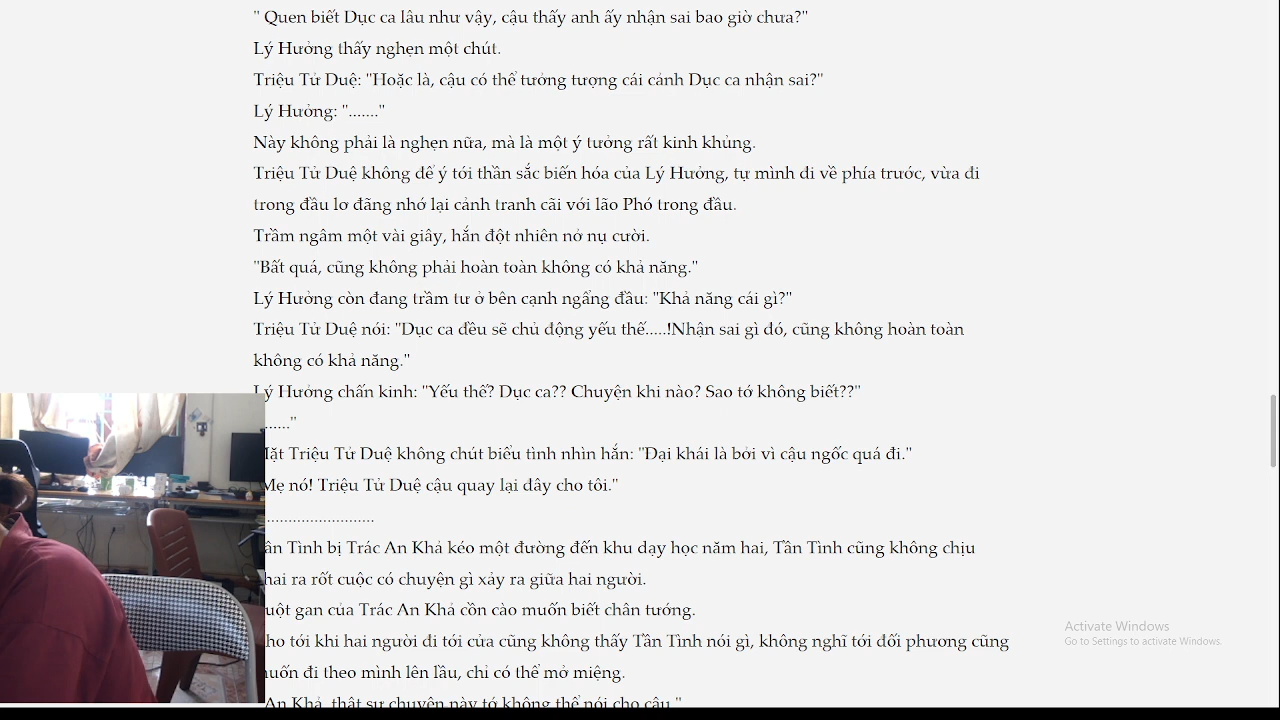 " Quen biết Dục ca lâu như vậy, cậu thấy anh ấy nhận sai bao giờ chưa?"
Lý Hưởng thấy nghẹn một chút.
Triệu Tử Duệ: "Hoặc là, cậu có thể tưởng tượng cái cảnh Dục ca nhận sai?"
Lý Hưởng: "......."
Này không phải là nghẹn nữa, mà là một ý tưởng rất kinh khủng.
Triệu Tử Duệ không để ý tới thần sắc biến hóa của Lý Hưởng, tự mình đi về phía trước, vừa đi
trong đầu lơ đãng nhớ lại cảnh tranh cãi với lão Phó trong đầu.
Trầm ngâm một vài giây, hắn đột nhiên nở nụ cười.
"Bất quá, cũng không phải hoàn toàn không có khả năng."
Lý Hưởng còn đang trầm tư ở bên cạnh ngẩng đầu: "Khả năng cái gì?"
Triệu Tử Duệ nói: "Dục ca đều sẽ chủ động yếu thế.....!Nhận sai gì đó, cũng không hoàn toàn
không có khả năng."
Lý Hưởng chấn kinh: "Yếu thế? Dục ca?? Chuyện khi nào? Sao tớ không biết??"
......"
Mặt Triệu Tử Duệ không chút biểu tình nhìn hắn: "Đại khái là bởi vì cậu ngốc quá đi."
Mẹ nó! Triệu Tử Duệ cậu quay lại đây cho tôi."
.........................
Tình bị Trác An Khả kéo một đường đến khu dạy học năm hai, Tần Tình cũng không chịu
ra rốt cuộc có chuyện gì xảy ra giữa hai người.
gan của Trác An Khả cồn cào muốn biết chân tướng.
tới khi hai người đi tới cửa cũng không thấy Tần Tình nói gì, không nghĩ tới đối phương cũng
đi theo mình lên lầu, chỉ có thể mở miệng.
An Khả, thật sự chuyện này tớ không thể nói cho cậu."
Activate Windows
Go to Settings to activate Windows.